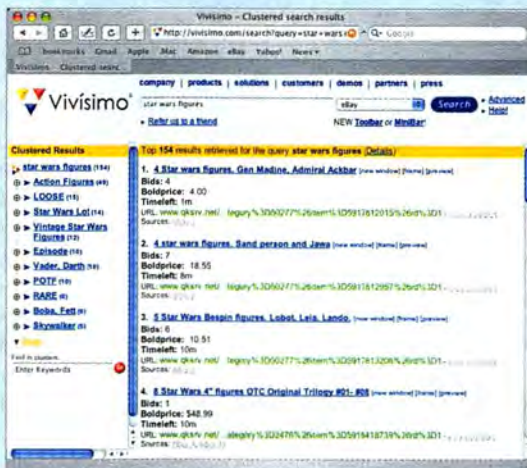 Vivísimo – Clustered search results
http://vivisimo.com/search?query=star+wars
Google
bookmarks Gmail Apple .Mac Amazon eBay Yahoo! News
Vivísimo – Clustered searc...
company | products | solutions | customers | demos | partners | press
Vivísimo
star wars figures
eBay
Search
Advanced
Help!
Refer us to a friend
NEW Toolbar or MiniBar
Clustered Results
Top 154 results retrieved for the query star wars figures (Details)
star wars figures (154)
Action Figures (49)
LOOSE (15)
Star Wars Lot (14)
Vintage Star Wars
Figures (12)
Episode (10)
Vader, Darth (10)
POTF (10)
RARE (6)
Boba, Fett (6)
Skywalker (5)
Find in clusters:
Enter Keywords
1. 4 Star Wars figures, Gen Madine, Admiral Ackbar [new window] [frame] [preview]
Bids: 4
Boldprice: 4.00
Timeleft: 1m
Sources:
2. 4 star wars figures, Sand person and Jawa [new window] [frame] [preview]
Bids: 7
Boldprice: 18.55
Timeleft: 8m
Sources:
3. 5 Star Wars Bespin figures, Lobot, Leia, Lando, [new window] [frame] [preview]
Bids: 6
Boldprice: 10.51
Timeleft: 10m
Sources:
4. 8 Star Wars 4" figures OTC Original Trilogy #01- #08 [new window] [frame] [preview]
Bids: 1
Boldprice: $48.99
Timeleft: 10m
Sources: